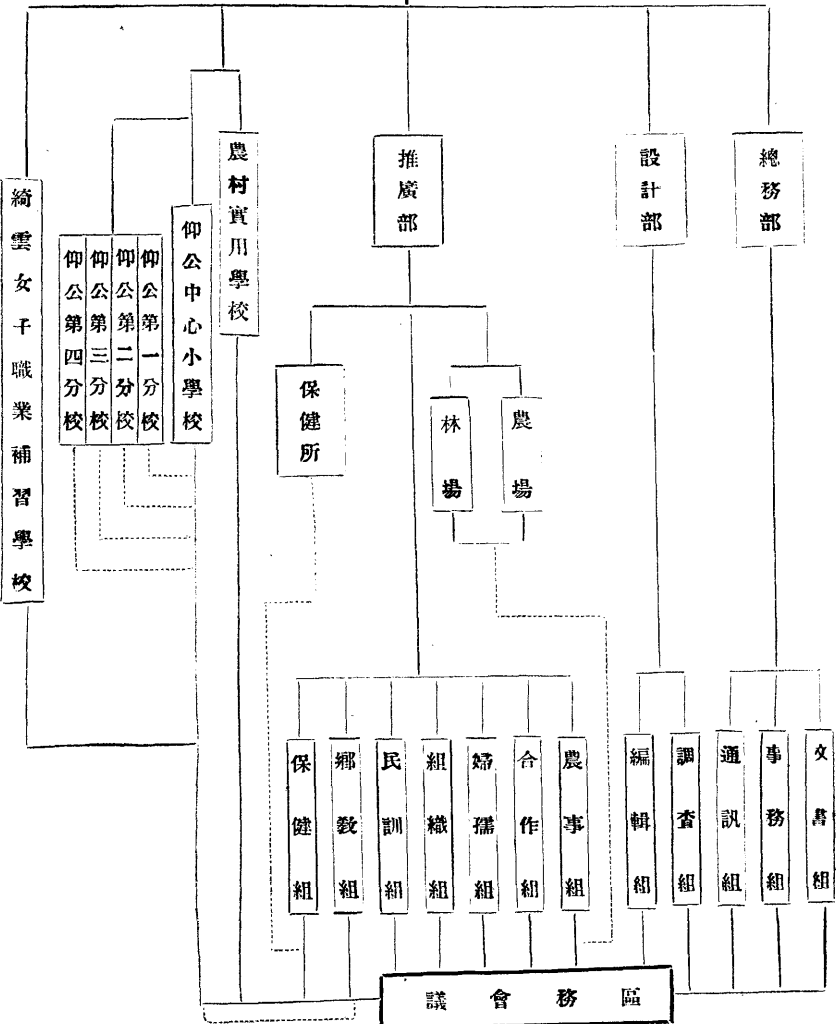 總務部
設計部
推廣部
農村實用學校
仰公中心小學校
仰公第一分校
仰公第二分校
仰公第三分校
仰公第四分校
綺雲女子職業補習學校
農場
林場
保健所
文書組
事務組
通訊組
調查組
編輯組
農事組
合作組
婦孺組
組織組
民訓組
鄉教組
保健組
區務會議